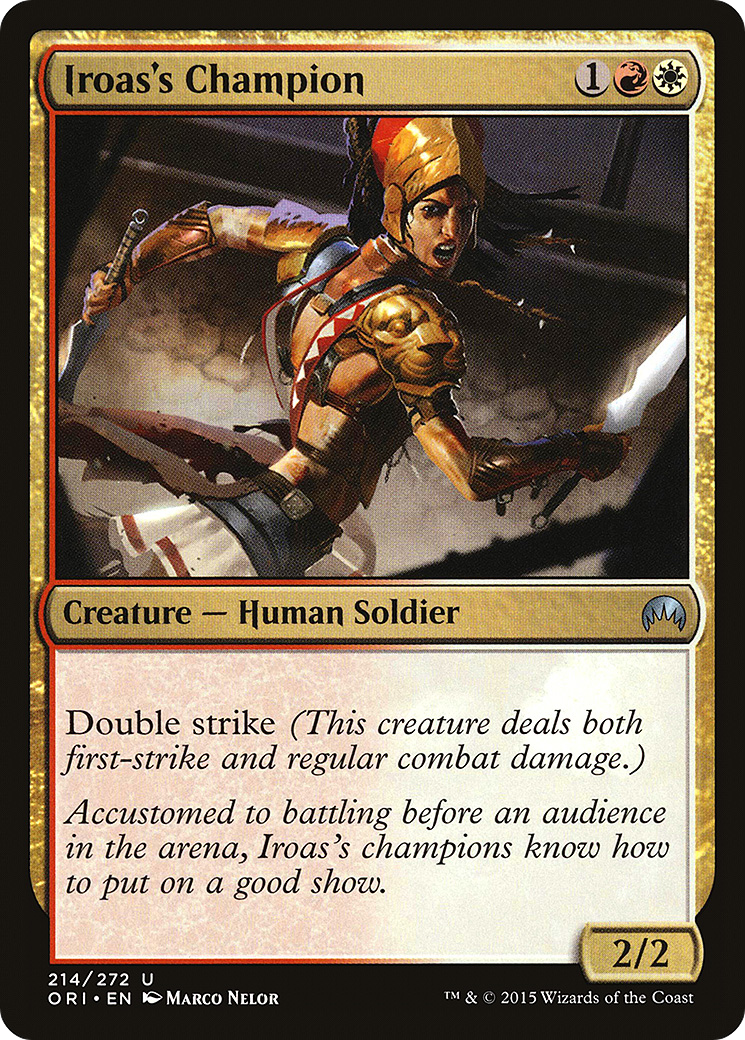 Iroas's Champion 1
Creature — Human Soldier
Double strike (This creature deals both
first-strike and regular combat damage.)
Accustomed to battling before an audience
in the arena, Iroas's champions know how
to put on a good show.
2/2
214/272 U
ORI • EN Marco Nelor
™ & © 2015 Wizards of the Coast